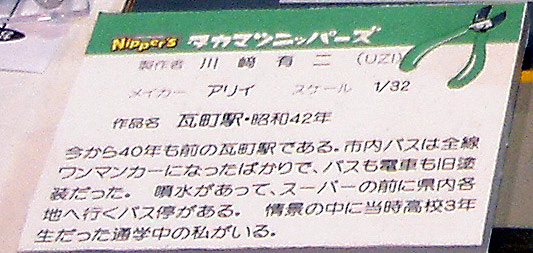 Nipper's タカマツニッパーズ
製作者 川﨑有二 (UZI)
メイカー アリイ スケール 1/32
作品名 瓦町駅・昭和42年
今から40年も前の瓦町駅である。市内バスは全線
ワンマンカーになったばかりで、バスも電車も旧塗
装だった。 噴水があって、スーパーの前に県内各
地へ行くバス停がある。 情景の中に当時高校3年
生だった通学中の私がいる。